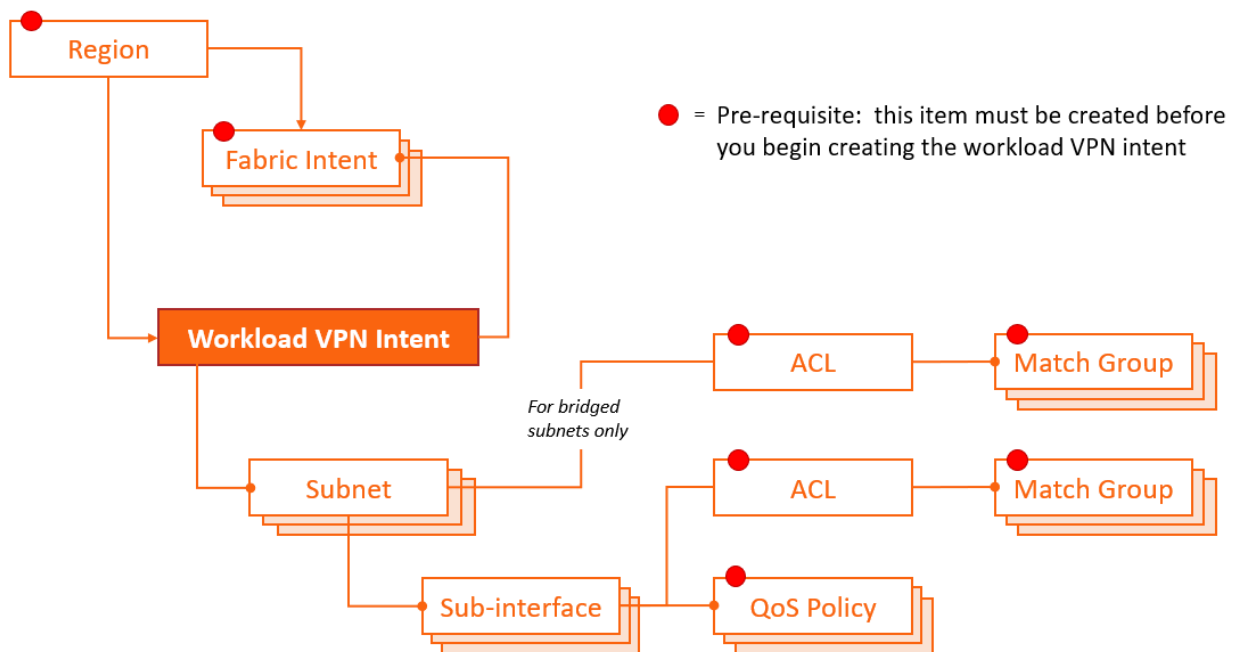 Region
= Pre-requisite: this item must be created before
you begin creating the workload VPN intent
Fabric Intent
Workload VPN Intent
ACL
Match Group
For bridged
subnets only
Subnet
ACL
Match Group
Sub-interface
QoS Policy